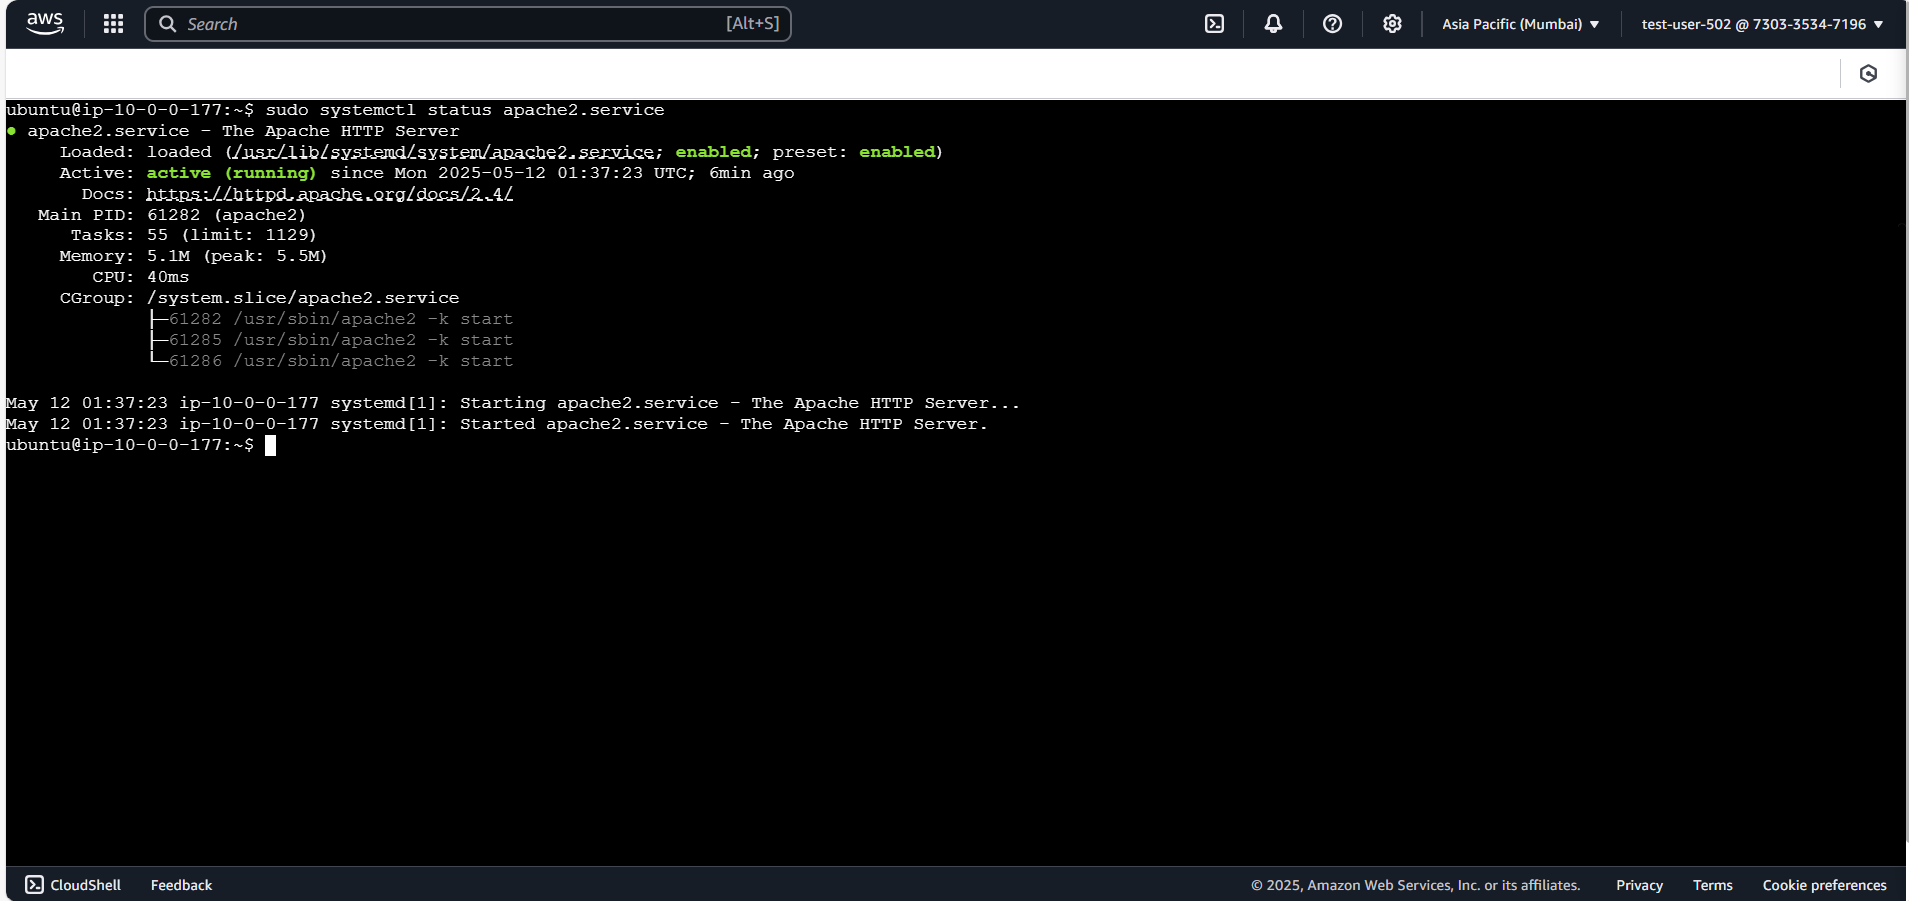 aws Search [Alt+S] Asia Pacific (Mumbai) test-user-502 @ 7303-3534-7196
ubuntu@ip-10-0-0-177:~$ sudo systemctl status apache2.service
● apache2.service - The Apache HTTP Server
Loaded: loaded (/usr/lib/systemd/system/apache2.service; enabled; preset: enabled)
Active: active (running) since Mon 2025-05-12 01:37:23 UTC; 6min ago
Docs: https://httpd.apache.org/docs/2.4/
Main PID: 61282 (apache2)
Tasks: 55 (limit: 1129)
Memory: 5.1M (peak: 5.5M)
CPU: 40ms
CGroup: /system.slice/apache2.service
├─61282 /usr/sbin/apache2 -k start
├─61285 /usr/sbin/apache2 -k start
└─61286 /usr/sbin/apache2 -k start
May 12 01:37:23 ip-10-0-0-177 systemd[1]: Starting apache2.service - The Apache HTTP Server...
May 12 01:37:23 ip-10-0-0-177 systemd[1]: Started apache2.service - The Apache HTTP Server.
ubuntu@ip-10-0-0-177:~$
CloudShell Feedback © 2025, Amazon Web Services, Inc. or its affiliates. Privacy Terms Cookie preferences